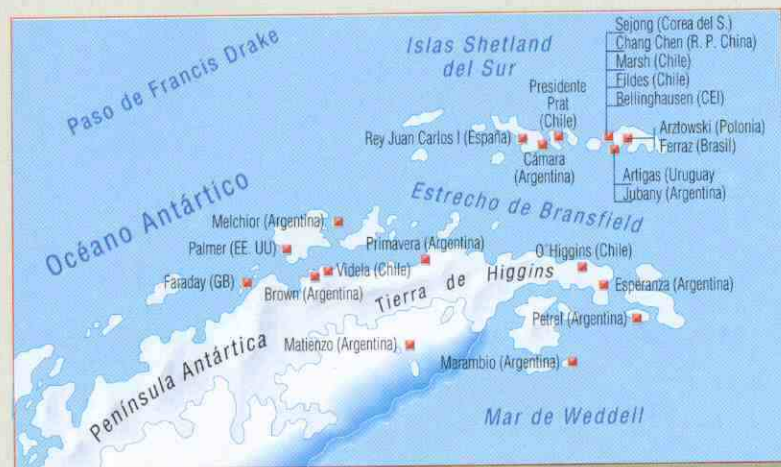 Paso de Francis Drake
Islas Shetland
del Sur
Sejong (Corea del S.)
Chang Chen (R. P. China)
Marsh (Chile)
Fildes (Chile)
Bellinghausen (CEI)
Presidente
Prat
(Chile)
Rey Juan Carlos I (España)
Cámara
(Argentina)
Arztowski (Polonia)
Ferraz (Brasil)
Artigas (Uruguay
Jubany (Argentina)
Océano Antártico
Estrecho de Bransfield
Melchior (Argentina)
Palmer (EE. UU)
Primavera (Argentina)
O´Higgins (Chile)
Faraday (GB)
Videla (Chile)
Brown (Argentina)
Tierra de Higgins
Esperanza (Argentina)
Petrel (Argentina)
Península Antártica
Matienzo (Argentina)
Marambio (Argentina)
Mar de Weddell